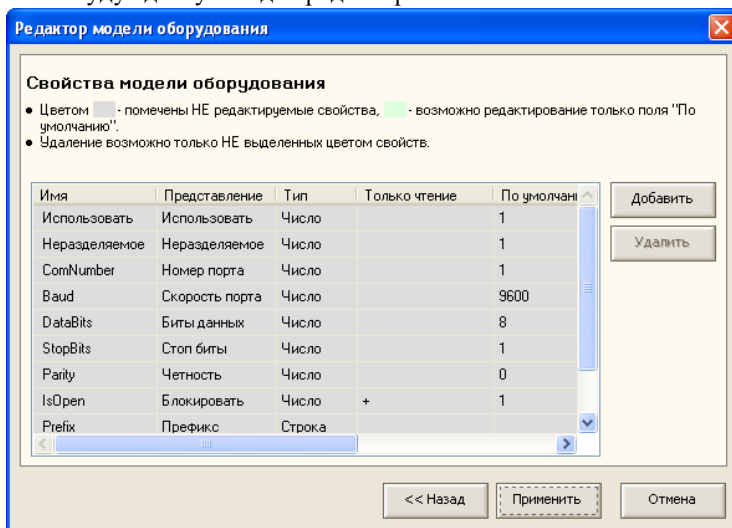 Редактор модели оборудования
Свойства модели оборудования
● Цветом - помечены НЕ редактируемые свойства, - возможно редактирование только поля "По
умолчанию".
● Удаление возможно только НЕ выделенных цветом свойств.
Имя Представление Тип Только чтение По умолчани
Использовать Использовать Число 1
Неразделяемое Неразделяемое Число 1
ComNumber Номер порта Число 1
Baud Скорость порта Число 9600
DataBits Биты данных Число 8
StopBits Стоп биты Число 1
Parity Четность Число 0
IsOpen Блокировать Число + 1
Prefix Префикс Строка
Добавить
Удалить
<< Назад Применить Отмена